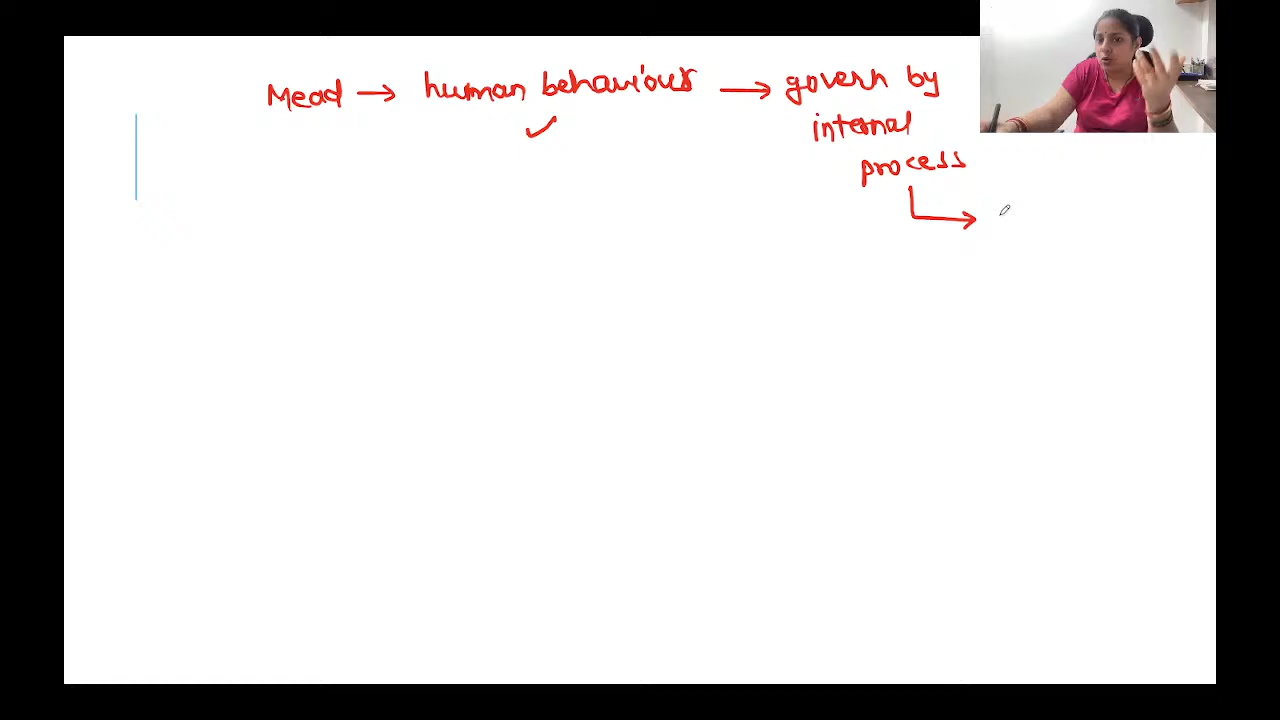 Mead → human behaviour → govern by
internal
process